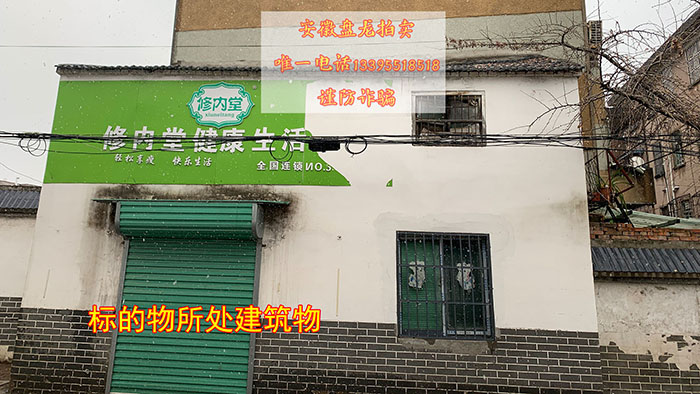 安徽盘龙拍卖
唯一电话13395518518
谨防诈骗
修内堂
xiuneitang
修内堂健康生活
轻松享瘦 快乐生活
全国连锁NO.
标的物所处建筑物